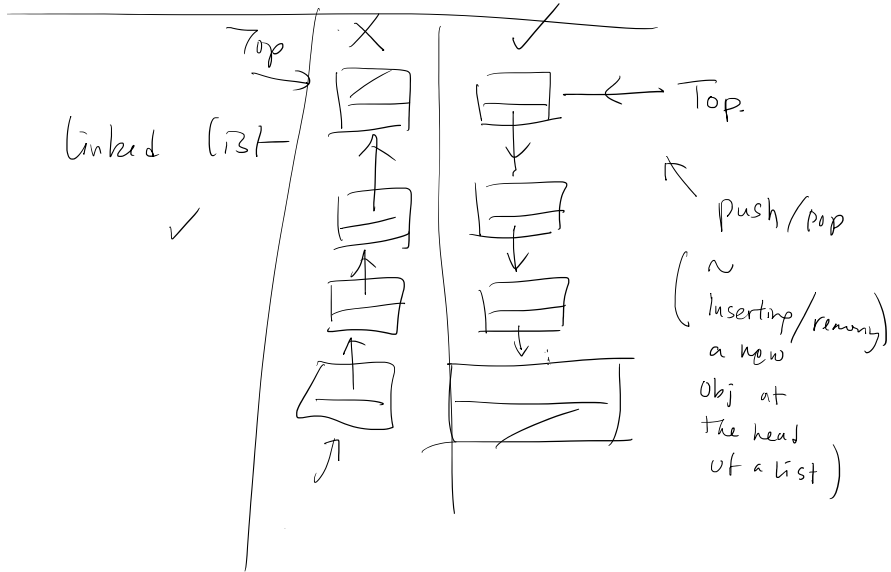 Top
Linked List
Top.
push/pop
( ~
Inserting/removing
a new
Obj at
the head
of a list )